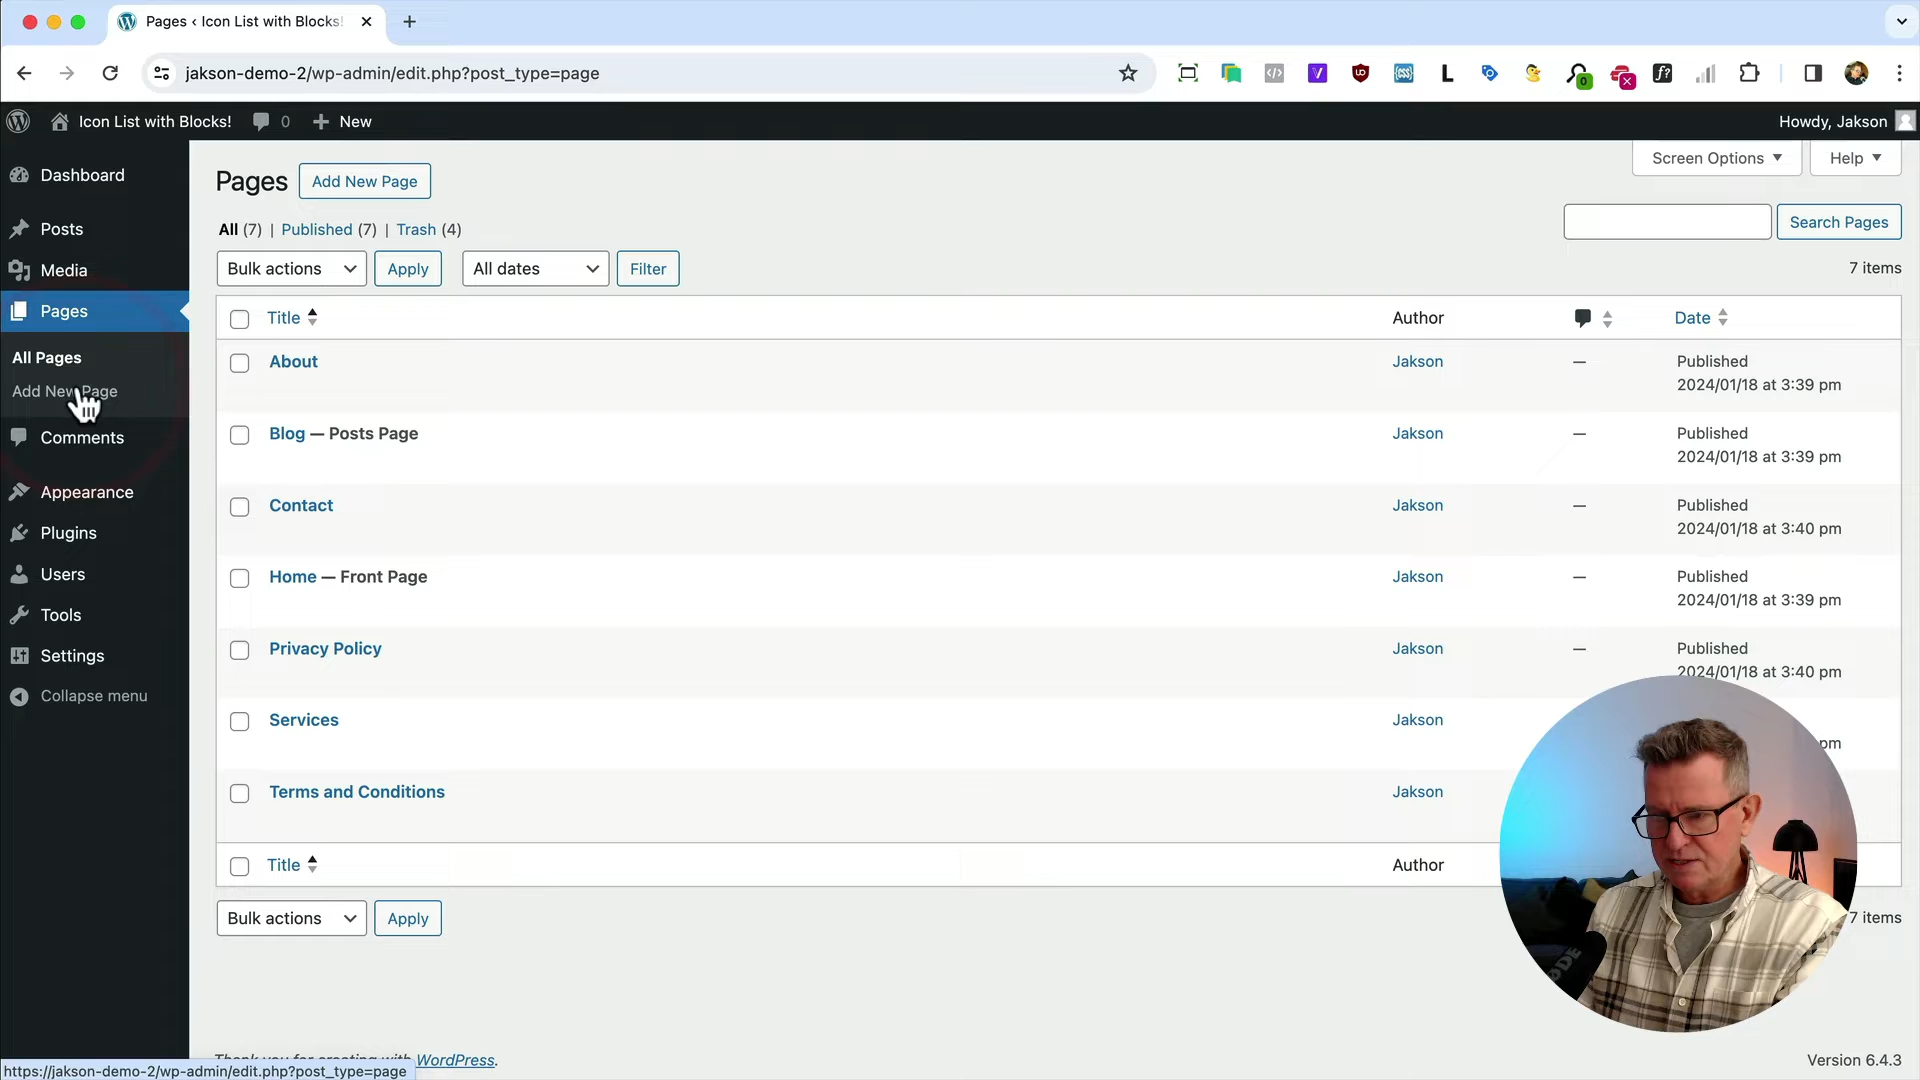 Pages ‹ Icon List with Blocks!
jakson-demo-2/wp-admin/edit.php?post_type=page
Icon List with Blocks! 0 New
Howdy, Jakson
Dashboard
Posts
Media
Pages
All Pages
Add New Page
Comments
Appearance
Plugins
Users
Tools
Settings
Collapse menu
Screen Options Help
Pages Add New Page
All (7) | Published (7) | Trash (4)
Search Pages
Bulk actions Apply All dates Filter
7 items
Title Author Date
About Jakson — Published
2024/01/18 at 3:39 pm
Blog — Posts Page Jakson — Published
2024/01/18 at 3:39 pm
Contact Jakson — Published
2024/01/18 at 3:40 pm
Home — Front Page Jakson — Published
2024/01/18 at 3:39 pm
Privacy Policy Jakson — Published
2024/01/18 at 3:40 pm
Services Jakson
pm
Terms and Conditions Jakson
Title Author
Bulk actions Apply
7 items
Thank you for creating with WordPress.
Version 6.4.3
https://jakson-demo-2/wp-admin/edit.php?post_type=page